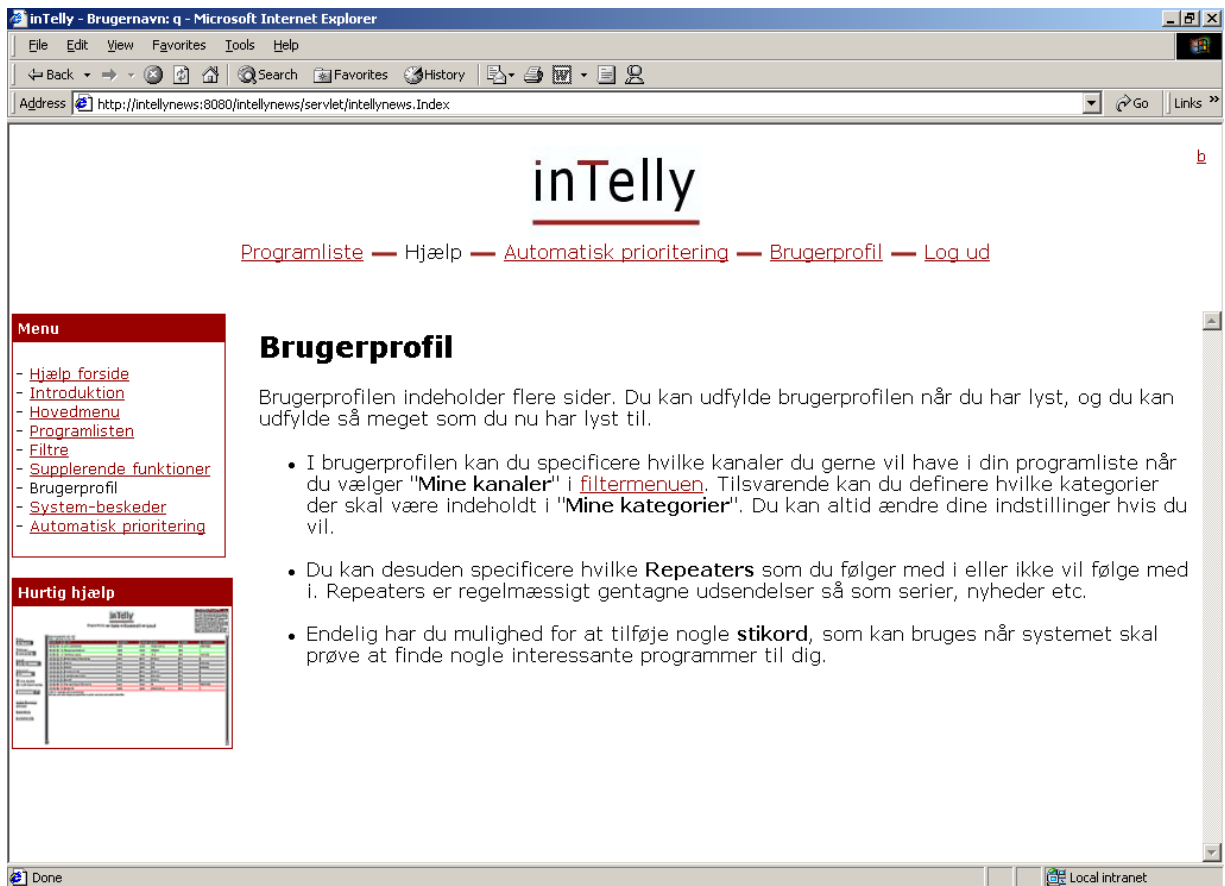 inTelly - Brugernavn: q - Microsoft Internet Explorer
File Edit View Favorites Tools Help
Back Search Favorites History
Address http://intellynews:8080/intellynews/servlet/intellynews.Index Go Links »
b
inTelly
Programliste — Hjælp — Automatisk prioritering — Brugerprofil — Log ud
Menu
- Hjælp forside
- Introduktion
- Hovedmenu
- Programlisten
- Filtre
- Supplerende funktioner
- Brugerprofil
- System-beskeder
- Automatisk prioritering
Hurtig hjælp
inTelly
Brugerprofil
Brugerprofilen indeholder flere sider. Du kan udfylde brugerprofilen når du har lyst, og du kan
udfylde så meget som du nu har lyst til.
• I brugerprofilen kan du specificere hvilke kanaler du gerne vil have i din programliste når
du vælger "Mine kanaler" i filtermenuen. Tilsvarende kan du definere hvilke kategorier
der skal være indeholdt i "Mine kategorier". Du kan altid ændre dine indstillinger hvis du
vil.
• Du kan desuden specificere hvilke Repeaters som du følger med i eller ikke vil følge med
i. Repeaters er regelmæssigt gentagne udsendelser så som serier, nyheder etc.
• Endelig har du mulighed for at tilføje nogle stikord, som kan bruges når systemet skal
prøve at finde nogle interessante programmer til dig.
Done Local intranet